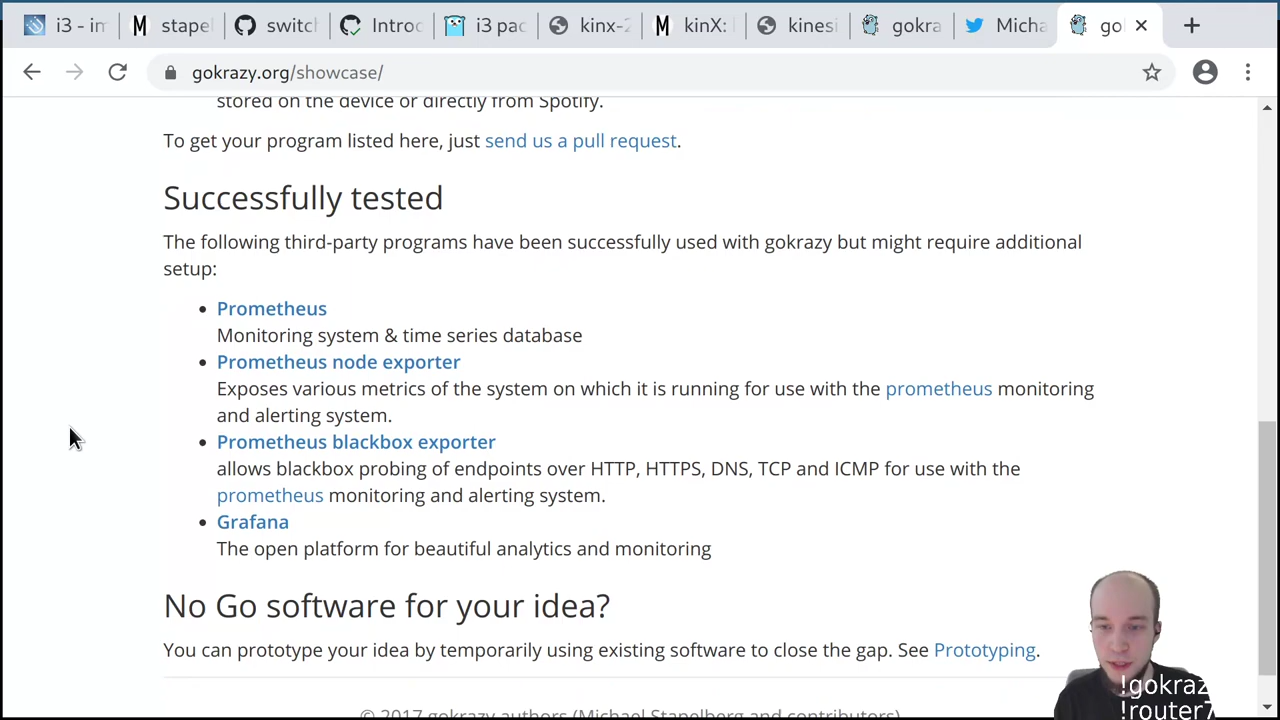 i3 - im
stapel
switch
Introd
i3 pac
kinx-2
kinX:
kinesi
gokra
Micha
go
gokrazy.org/showcase/
stored on the device or directly from Spotify.
To get your program listed here, just send us a pull request.
Successfully tested
The following third-party programs have been successfully used with gokrazy but might require additional
setup:
• Prometheus
Monitoring system & time series database
• Prometheus node exporter
Exposes various metrics of the system on which it is running for use with the prometheus monitoring
and alerting system.
• Prometheus blackbox exporter
allows blackbox probing of endpoints over HTTP, HTTPS, DNS, TCP and ICMP for use with the
prometheus monitoring and alerting system.
• Grafana
The open platform for beautiful analytics and monitoring
No Go software for your idea?
You can prototype your idea by temporarily using existing software to close the gap. See Prototyping.
© 2017 gokrazy authors (Michael Stapelberg and contributors)
!gokraz
!router7